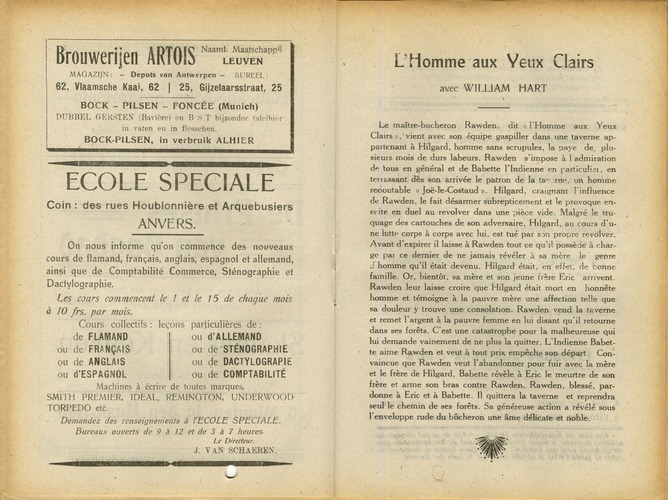 Brouwerijen ARTOIS Naaml. Maatschappij
LEUVEN
MAGAZIJN: -- Depots van Antwerpen -- BUREEL:
62, Vlaamsche Kaai, 62 | 25, Gijzelaarsstraat, 25
BOCK -- PILSEN -- FONCÉE (Munich)
DUBBEL GERSTEN (Bavière) en B S T bijzonder tafelbier
in vaten en in flesschen.
BOCK-PILSEN, in verbruik ALHIER
ECOLE SPECIALE
Coin : des rues Houblonnière et Arquebusiers
ANVERS.
On nous informe qu'on commence des nouveaux
cours de flamand, français, anglais, espagnol et allemand,
ainsi que de Comptabilité Commerce, Sténographie et
Dactylographie.
Les cours commencent le 1 et le 15 de chaque mois
à 10 frs. par mois.
Cours collectifs : leçons particulières de :
de FLAMAND
ou de FRANÇAIS
ou de ANGLAIS
ou d'ESPAGNOL
ou d'ALLEMAND
ou de STÉNOGRAPHIE
ou de DACTYLOGRAPIE
ou de COMPTABILITÉ
Machines à écrire de toutes marques.
SMITH PREMIER, IDEAL, REMINGTON, UNDERWOOD
TORPEDO etc.
Demandez des renseignements à l'ECOLE SPECIALE.
Bureaux ouverts de 9 à 12 et de 3 à 7 heures.
Le Directeur,
J. VAN SCHAEREN.
L'Homme aux Yeux Clairs
avec WILLIAM HART
Le maître-bucheron Rawden, dit « l'Homme aux Yeux
Clairs », vient avec son équipe gaspiller dans une taverne ap-
partenant à Hilgard, homme sans scrupules, la paye de plu-
sieurs mois de durs labeurs. Rawden s'impose à l'admiration
de tous en général et de Babette l'Indienne en particulier, en
terrassant dès son arrivée le patron de la taverne, un homme
redoutable « Joë-le-Costaud ». Hilgard, craignant l'influence
de Rawden, le fait désarmer subrepticement et le provoque en-
suite en duel au revolver dans une pièce vide. Malgré le tru-
quage des cartouches de son adversaire, Hilgard, au cours d'u-
ne lutte corps à corps avec lui, est tué par son propre revolver.
Avant d'expirer il laisse à Rawden tout ce qu'il possède à char-
ge par ce dernier de ne jamais révéler à sa mère le genre
d'homme qu'il était devenu. Hilgard était, en effet, de bonne
famille. Or, bientôt, sa mère et son jeune frère Eric arrivent.
Rawden leur laisse croire que Hilgard était mort en honnête
homme et témoigne à la pauvre mère une affection telle que
sa douleur y trouve une consolation. Rawden vend la taverne
et remet l'argent à la pauvre femme en lui disant qu'il retourne
dans ses forêts. C'est une catastrophe pour la malheureuse qui
lui demande vainement de ne plus la quitter. L'Indienne Babet-
te aime Rawden et veut à tout prix empêche son départ. Con-
vaincue que Rawden veut l'abandonner pour fuir avec la mère
et le frère de Hilgard, Babette révèle à Eric le meurtre de son
frère et arme son bras contre Rawden. Rawden, blessé, par-
donne à Eric et à Babette. Il quittera la taverne et reprendra
seul le chemin de ses forêts. Sa généreuse action a révélé sous
l'enveloppe rude du bûcheron une âme délicate et noble.